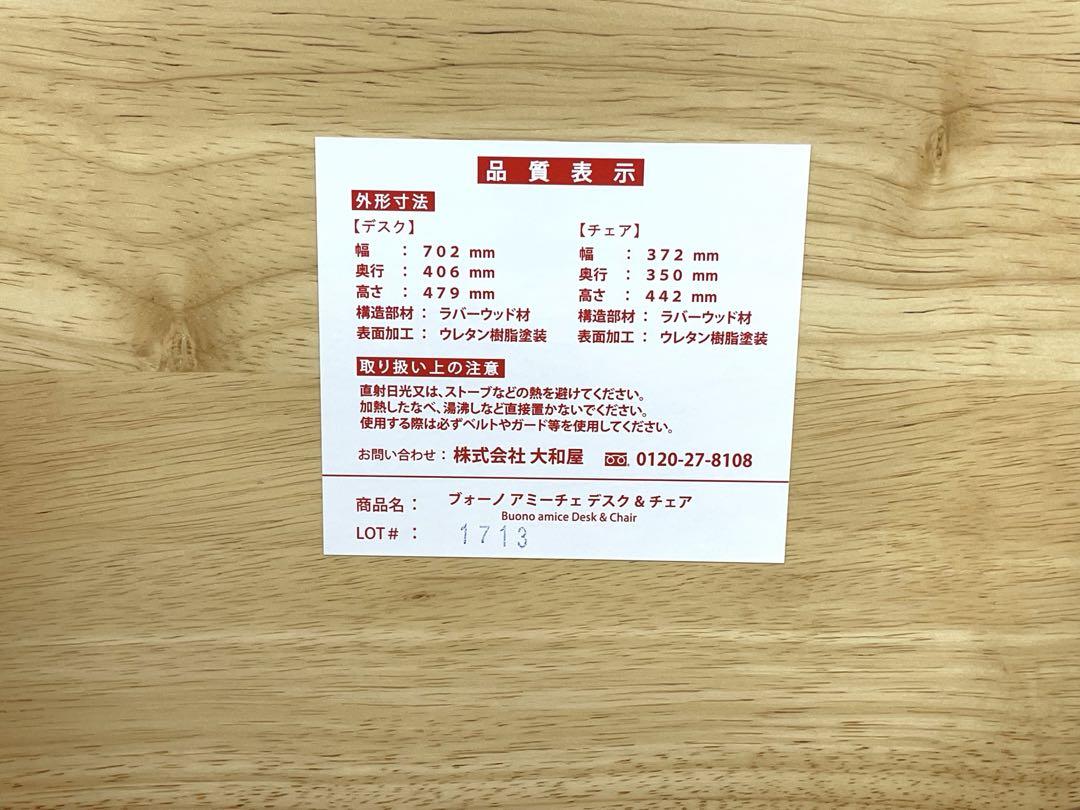 品質表示
外形寸法
【デスク】
幅 : 702 mm
奥行 : 406 mm
高さ : 479 mm
構造部材 : ラバーウッド材
表面加工 : ウレタン樹脂塗装
【チェア】
幅 : 372 mm
奥行 : 350 mm
高さ : 442 mm
構造部材 : ラバーウッド材
表面加工 : ウレタン樹脂塗装
取り扱い上の注意
直射日光又は、ストーブなどの熱を避けてください。
加熱したなべ、湯沸しなど直接置かないでください。
使用する際は必ずベルトやガード等を使用してください。
お問い合わせ : 株式会社 大和屋 0120-27-8108
商品名 : ブォーノ アミーチェ デスク & チェア
Buono amice Desk & Chair
LOT# : 1713